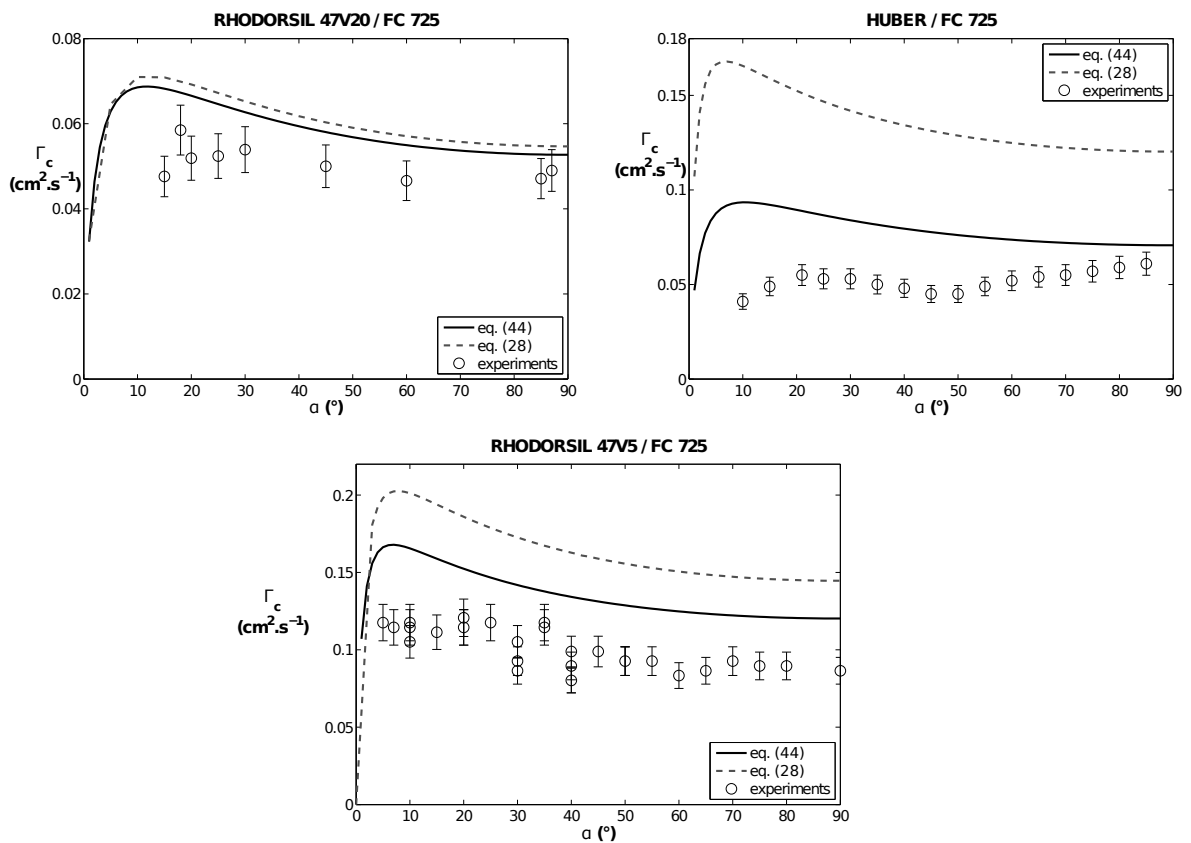 RHODORSIL 47V20 / FC 725
0.08
0.06
Γc
(cm².s⁻¹)
0.04
0.02
0
eq. (44)
eq. (28)
experiments
0 10 20 30 40 50 60 70 80 90
α (°)
HUBER / FC 725
0.18
0.15
Γc
(cm².s⁻¹)
0.1
0.05
0
eq. (44)
eq. (28)
experiments
0 10 20 30 40 50 60 70 80 90
α (°)
RHODORSIL 47V5 / FC 725
0.2
0.15
Γc
(cm².s⁻¹)
0.1
0.05
0
eq. (44)
eq. (28)
experiments
0 10 20 30 40 50 60 70 80 90
α (°)